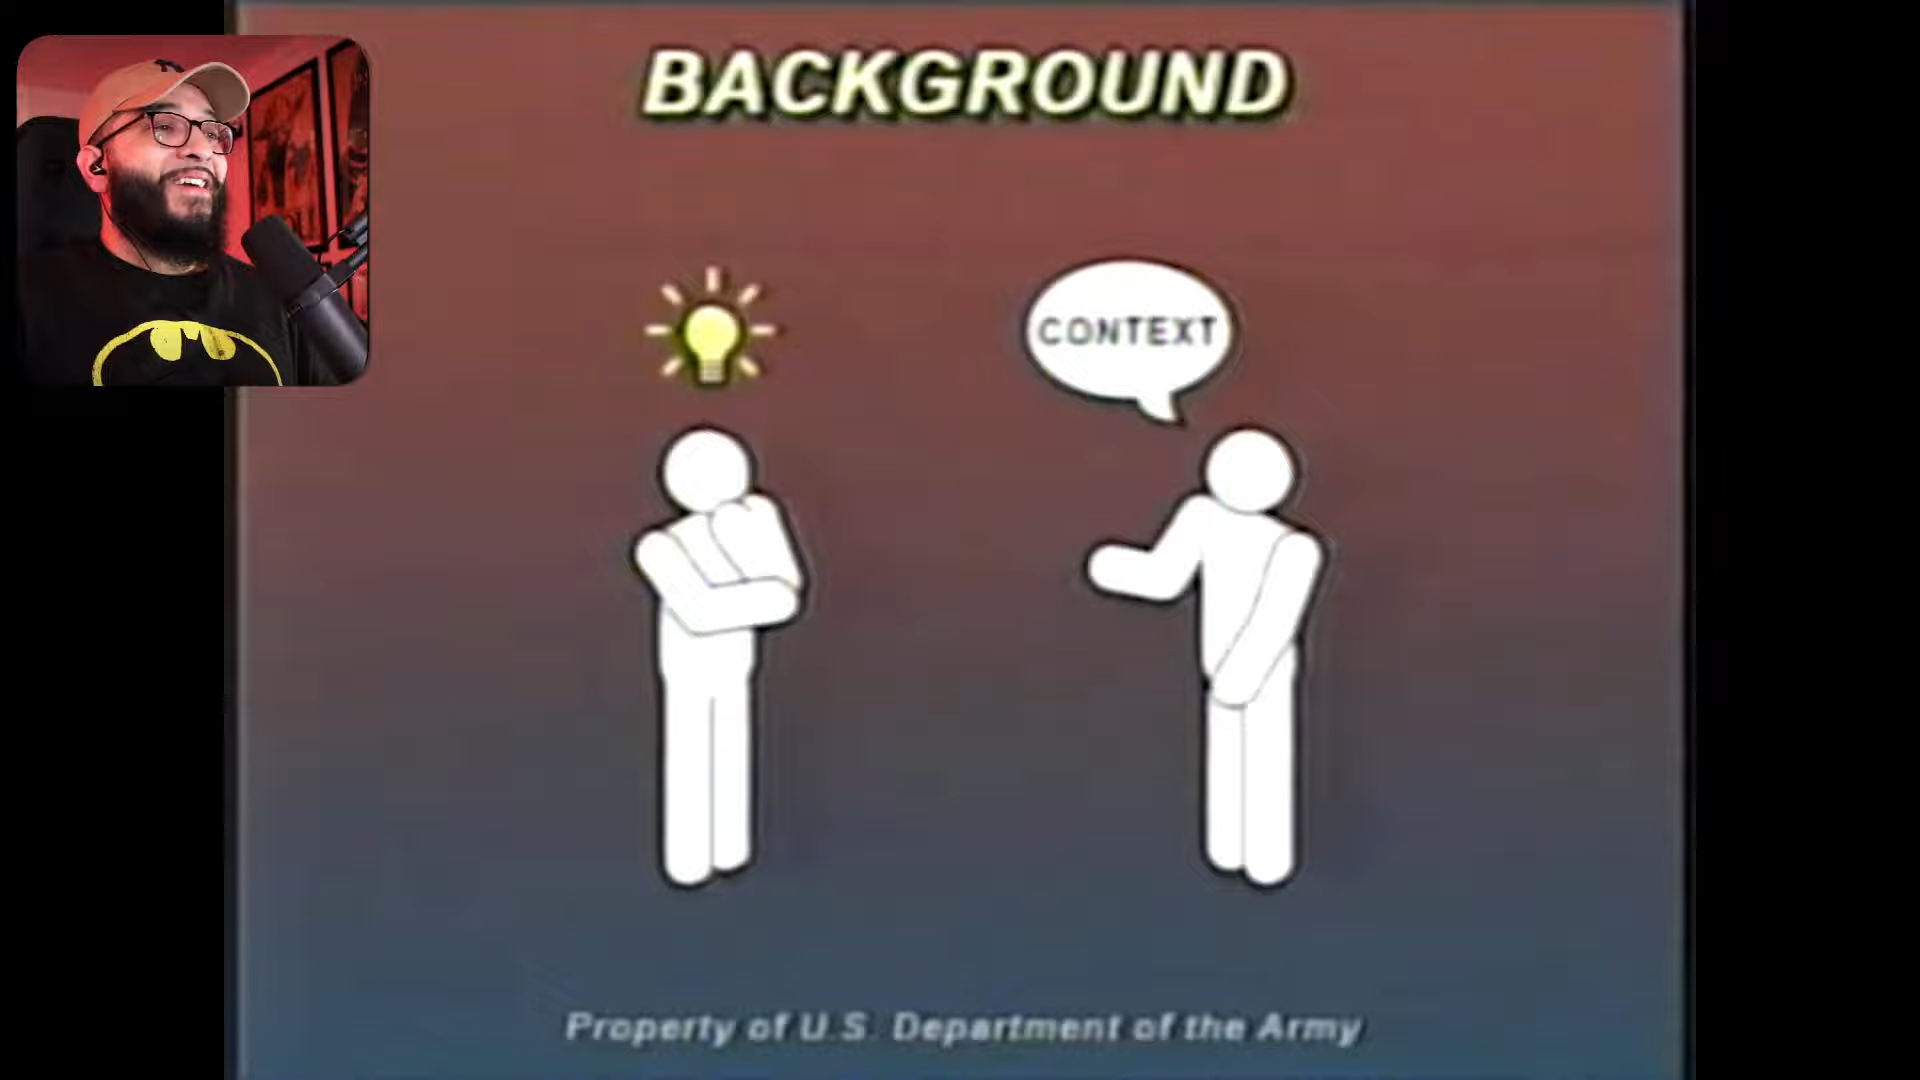 BACKGROUND
CONTEXT
Property of U.S. Department of the Army